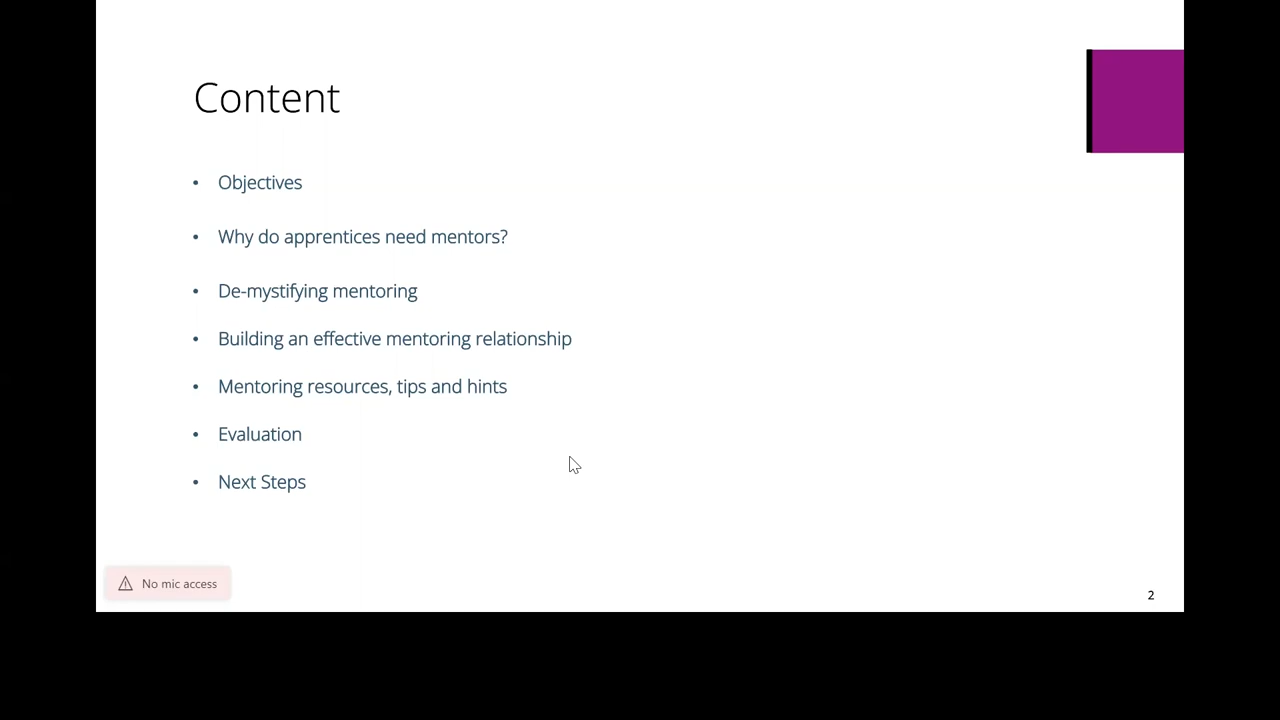 Content
• Objectives
• Why do apprentices need mentors?
• De-mystifying mentoring
• Building an effective mentoring relationship
• Mentoring resources, tips and hints
• Evaluation
• Next Steps
No mic access
2